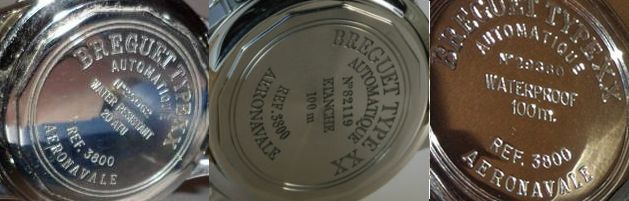 BREGUET TYPE XX
AUTOMATIQUE
WATER RESISTANT
20 ATU
REF. 3800
AERONAVALE
BREGUET TYPE XX
AUTOMATIQUE
N°82119
ETANCHE
100 m
REF. 3800
AERONAVALE
BREGUET TYPE XX
AUTOMATIQUE
WATERPROOF
100m.
REF. 3800
AERONAVALE